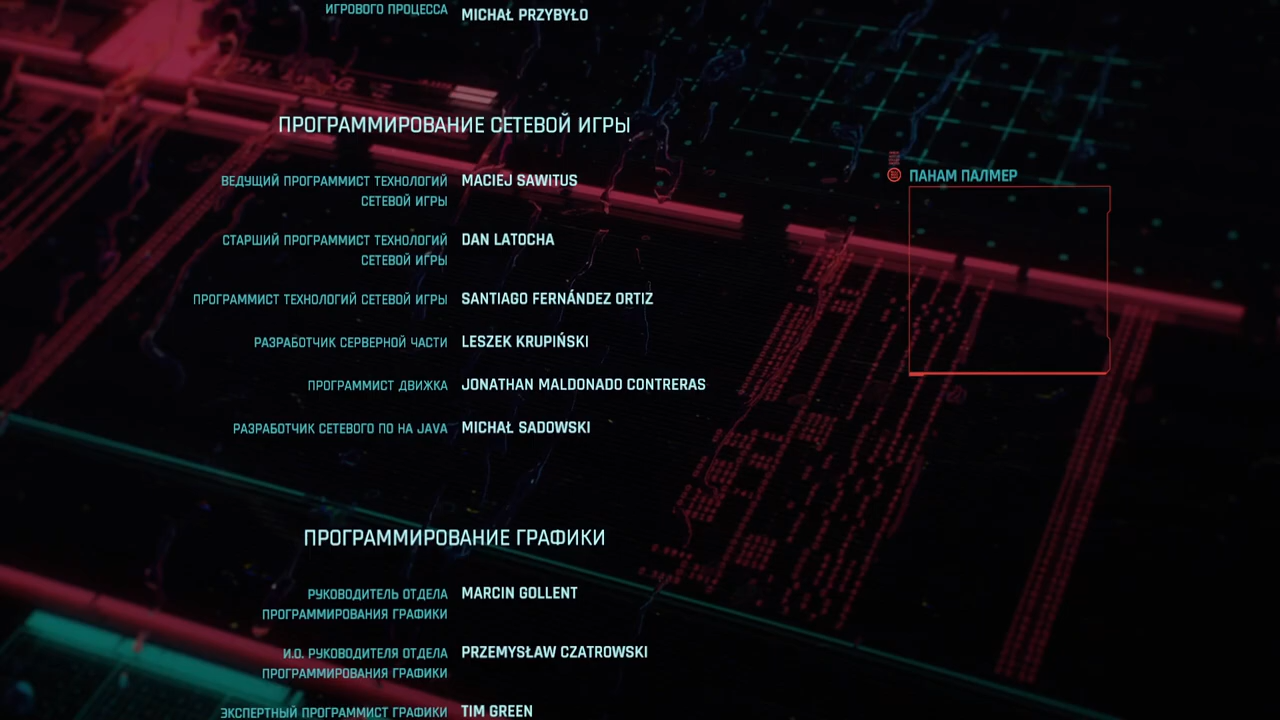 ИГРОВОГО ПРОЦЕССА MICHAŁ PRZYBYŁO
ПРОГРАММИРОВАНИЕ СЕТЕВОЙ ИГРЫ
ВЕДУЩИЙ ПРОГРАММИСТ ТЕХНОЛОГИЙ MACIEJ SAWITUS
СЕТЕВОЙ ИГРЫ
ПАНАМ ПАЛМЕР
СТАРШИЙ ПРОГРАММИСТ ТЕХНОЛОГИЙ DAN LATOCHA
СЕТЕВОЙ ИГРЫ
ПРОГРАММИСТ ТЕХНОЛОГИЙ СЕТЕВОЙ ИГРЫ SANTIAGO FERNÁNDEZ ORTIZ
РАЗРАБОТЧИК СЕРВЕРНОЙ ЧАСТИ LESZEK KRUPIŃSKI
ПРОГРАММИСТ ДВИЖКА JONATHAN MALDONADO CONTRERAS
РАЗРАБОТЧИК СЕТЕВОГО ПО НА JAVA MICHAŁ SADOWSKI
ПРОГРАММИРОВАНИЕ ГРАФИКИ
РУКОВОДИТЕЛЬ ОТДЕЛА MARCIN GOLLENT
ПРОГРАММИРОВАНИЯ ГРАФИКИ
И.О. РУКОВОДИТЕЛЯ ОТДЕЛА PRZEMYSŁAW CZATROWSKI
ПРОГРАММИРОВАНИЯ ГРАФИКИ
ЭКСПЕРТНЫЙ ПРОГРАММИСТ ГРАФИКИ TIM GREEN